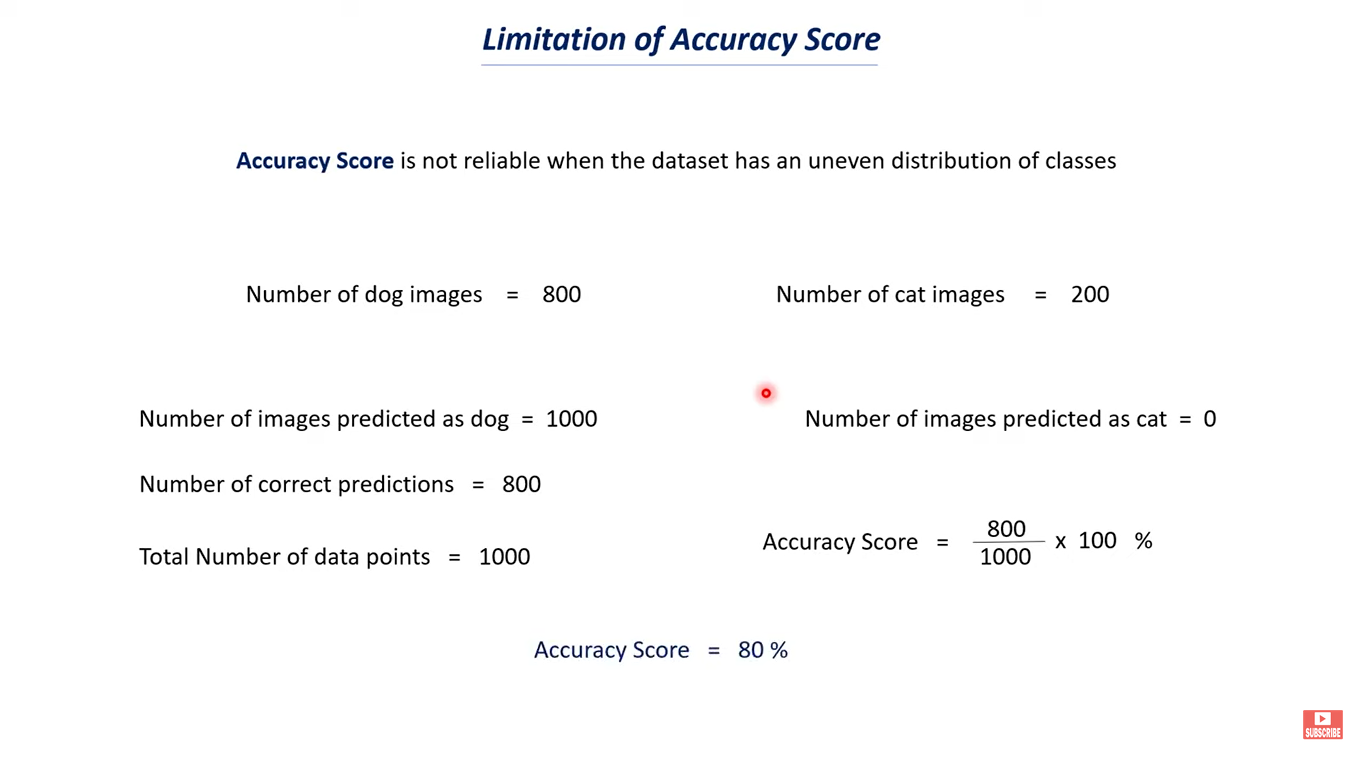 Limitation of Accuracy Score
Accuracy Score is not reliable when the dataset has an uneven distribution of classes
Number of dog images = 800
Number of cat images = 200
Number of images predicted as dog = 1000
Number of images predicted as cat = 0
Number of correct predictions = 800
Total Number of data points = 1000
Accuracy Score = 800/1000 x 100 %
Accuracy Score = 80 %
SUBSCRIBE